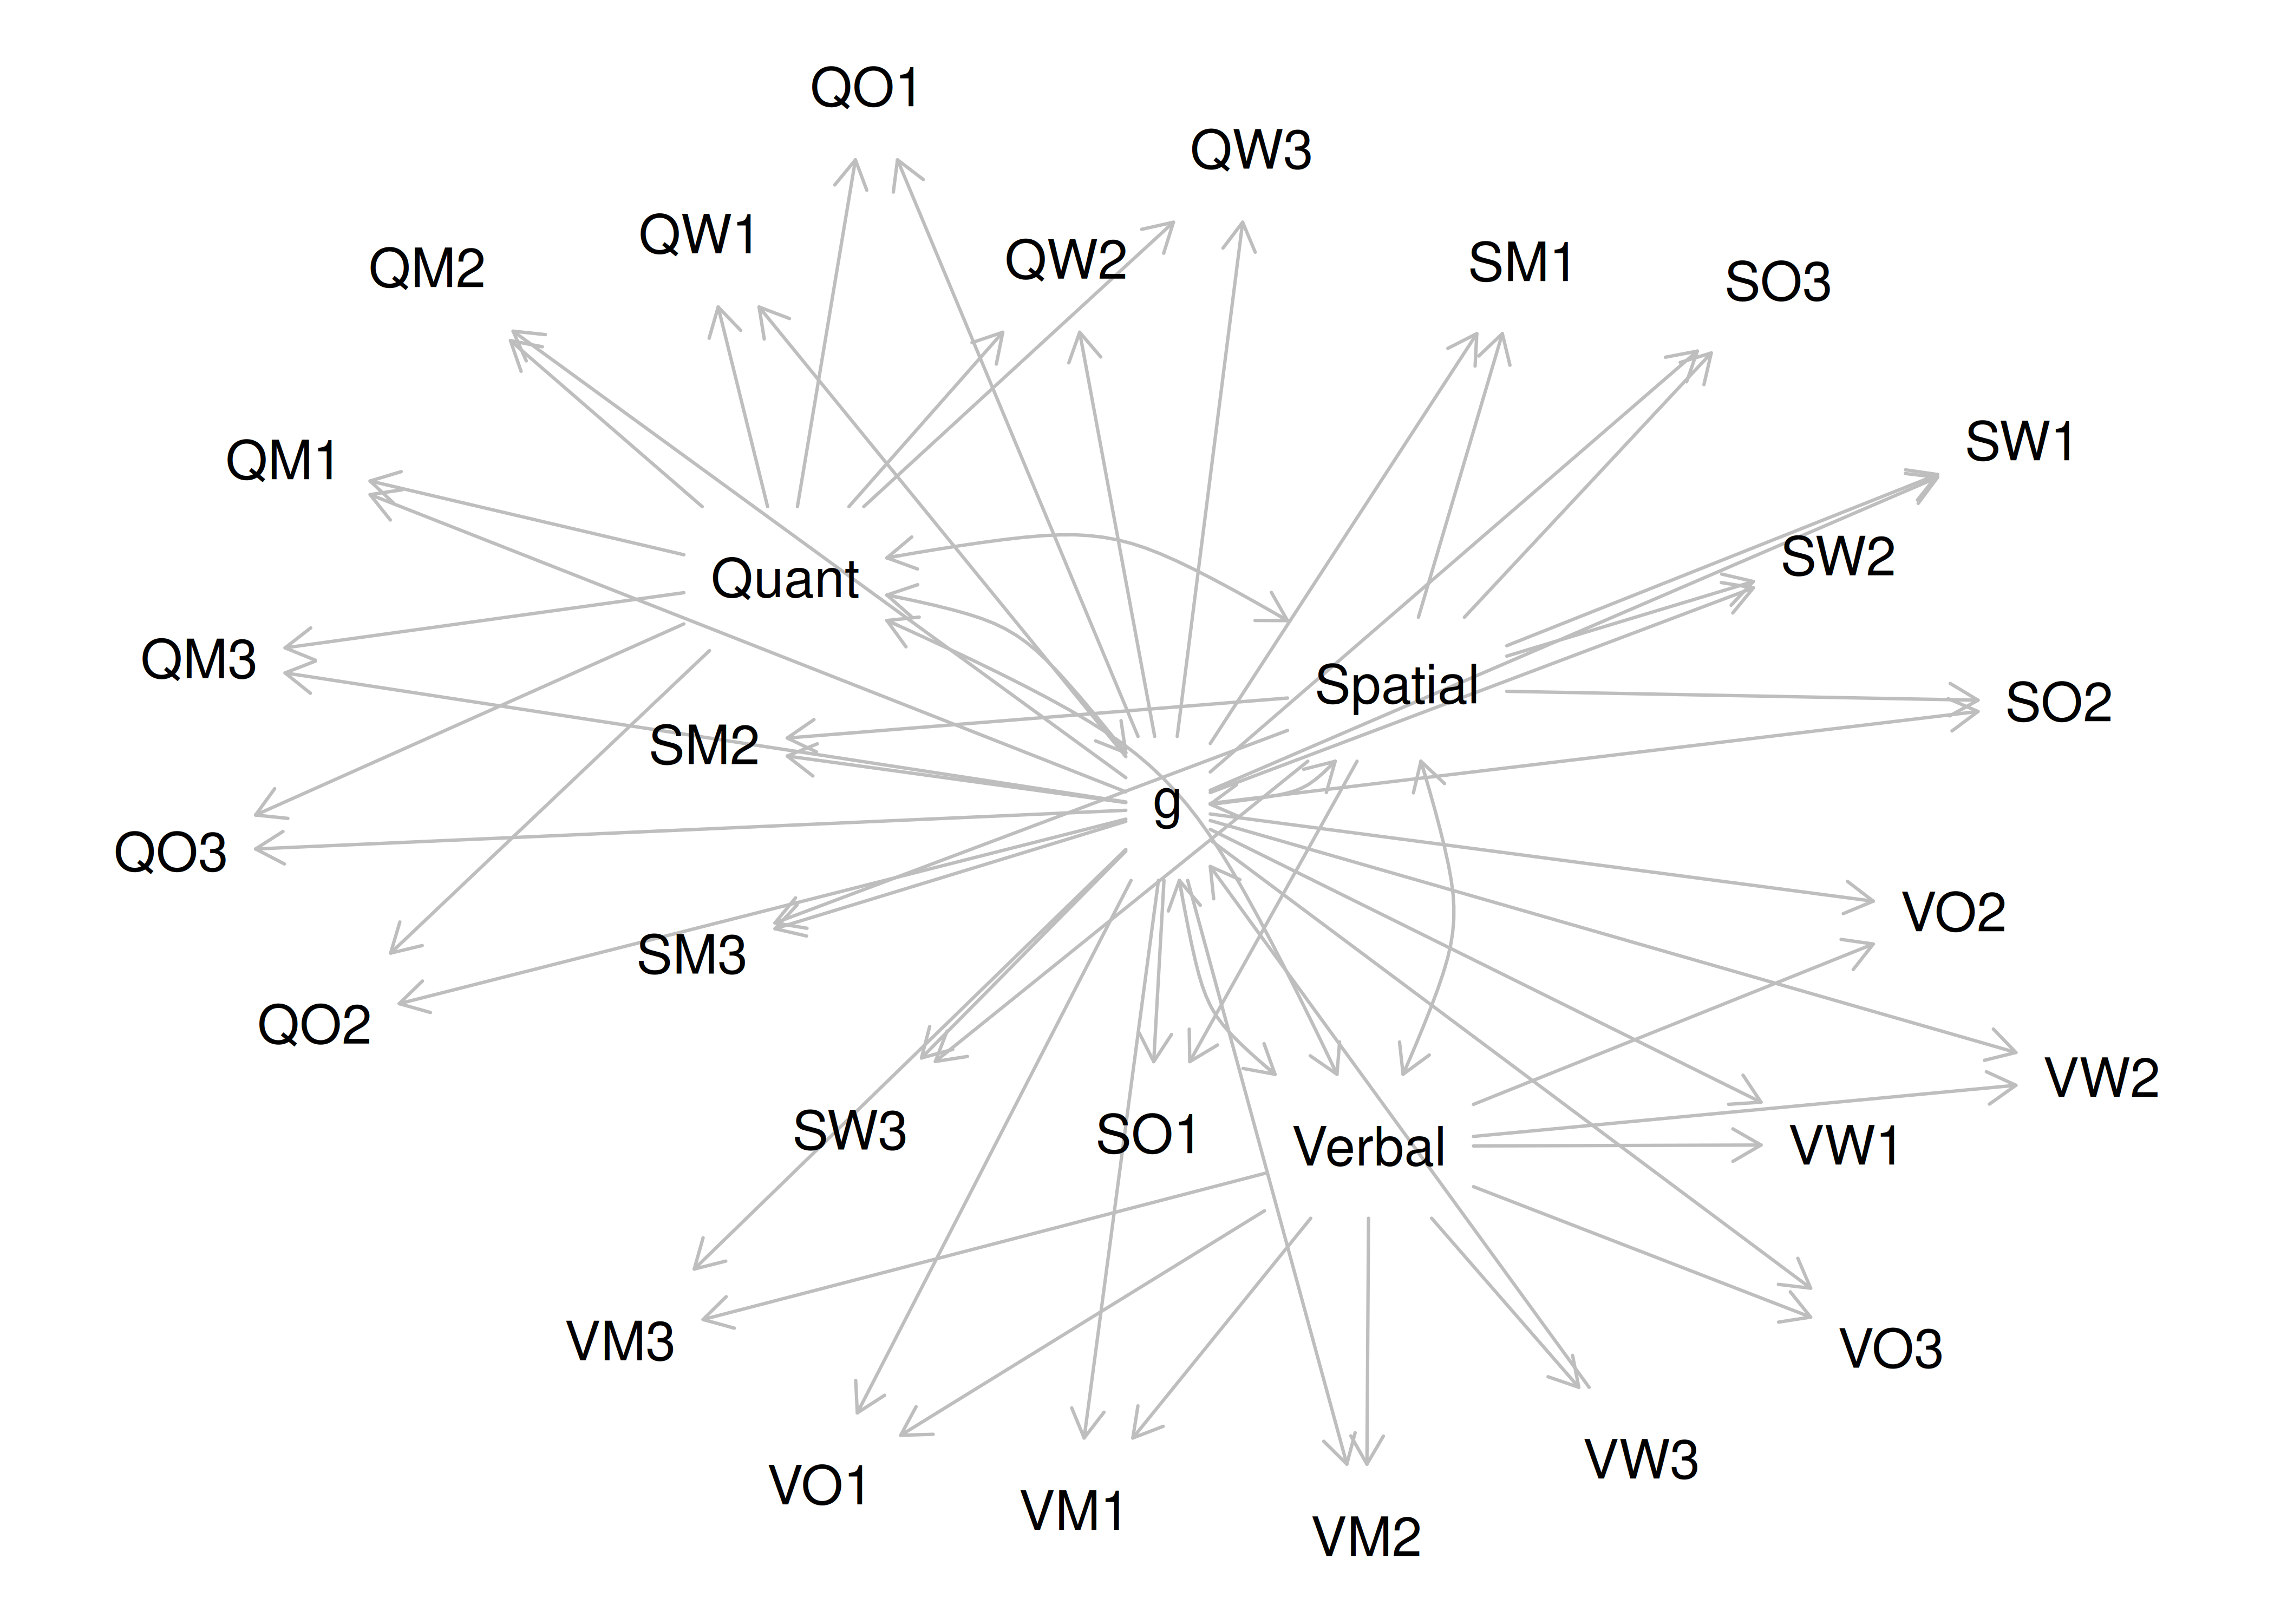 QO1
QW3
QW1
QW2
QM2
SM1
SO3
SW1
QM1
SW2
Quant
QM3
Spatial
SO2
SM2
g
QO3
VO2
SM3
QO2
VW2
SW3
SO1
Verbal
VW1
VM3
VO3
VW3
VO1
VM1
VM2